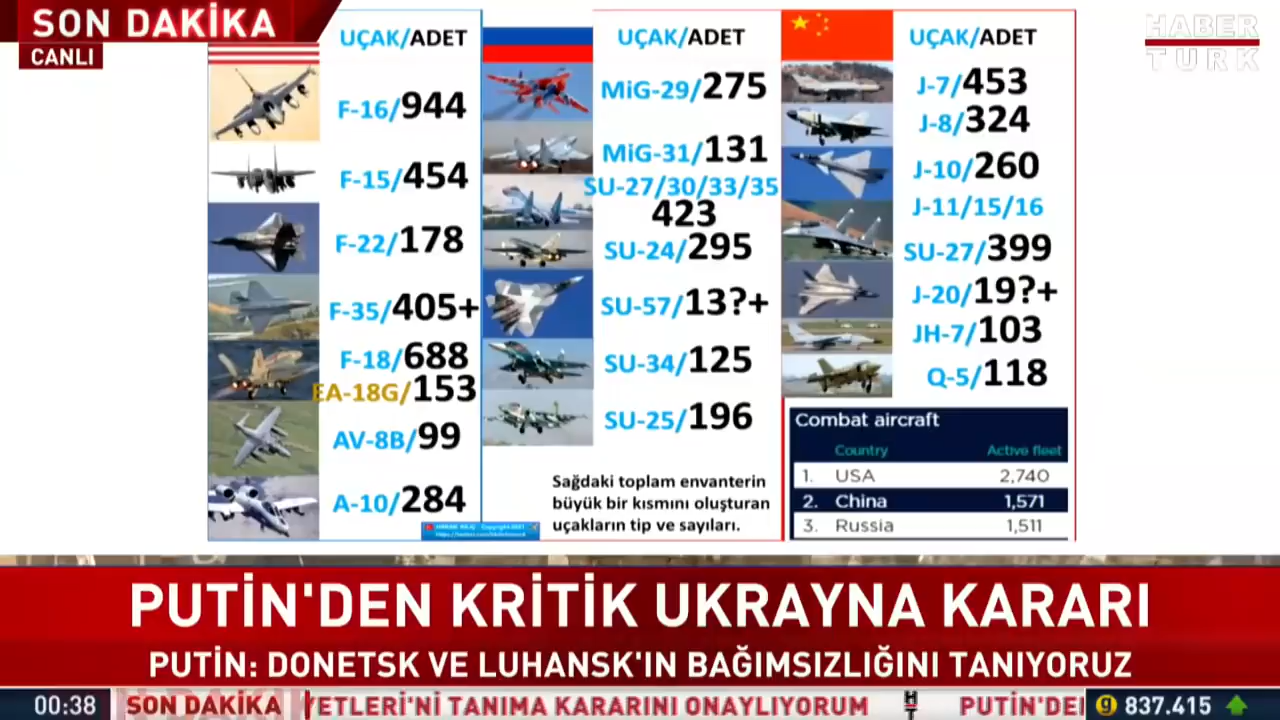 SON DAKİKA
CANLI
HABER
TURK
UÇAK/ADET
F-16/944
F-15/454
F-22/178
F-35/405+
F-18/688
EA-18G/153
AV-8B/99
A-10/284
UÇAK/ADET
MiG-29/275
MiG-31/131
SU-27/30/33/35
423
SU-24/295
SU-57/13?+
SU-34/125
SU-25/196
Sağdaki toplam envanterin
büyük bir kısmını oluşturan
uçakların tip ve sayıları.
UÇAK/ADET
J-7/453
J-8/324
J-10/260
J-11/15/16
SU-27/399
J-20/19?+
JH-7/103
Q-5/118
Combat aircraft
Country Active fleet
1. USA 2,740
2. China 1,571
3. Russia 1,511
PUTİN'DEN KRİTİK UKRAYNA KARARI
PUTİN: DONETSK VE LUHANSK'IN BAĞIMSIZLIĞINI TANIYORUZ
00:38 SON DAKİKA YETLERİ'Nİ TANIMA KARARINI ONAYLIYORUM PUTİN'DE 837.415